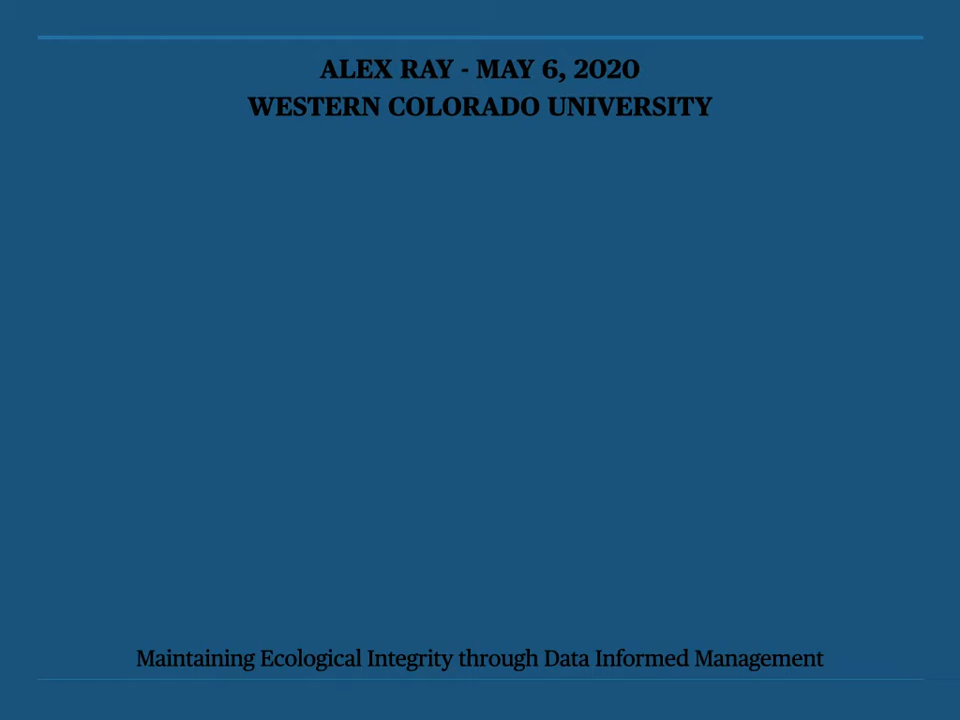 ALEX RAY - MAY 6, 2020
WESTERN COLORADO UNIVERSITY
Maintaining Ecological Integrity through Data Informed Management